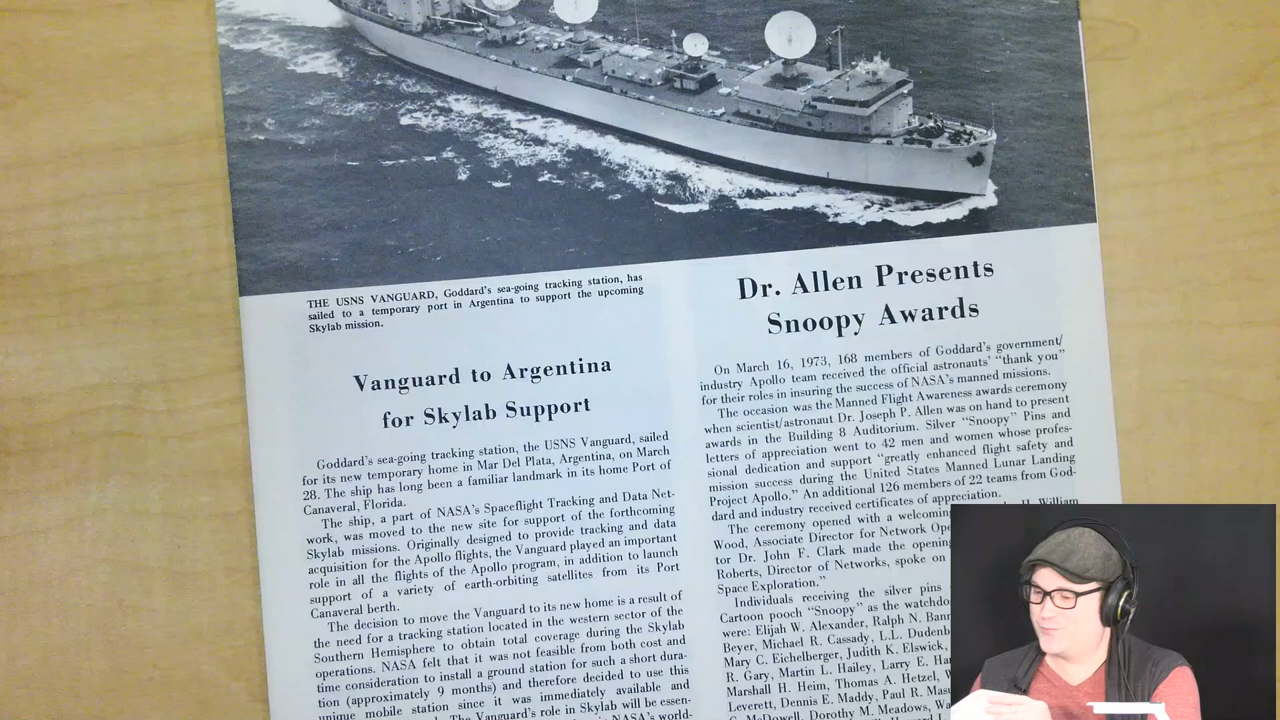 THE USNS VANGUARD, Goddard's sea-going tracking station, has
sailed to a temporary port in Argentina to support the upcoming
Skylab mission.
Vanguard to Argentina
for Skylab Support
Goddard's sea-going tracking station, the USNS Vanguard, sailed
for its new temporary home in Mar Del Plata, Argentina, on March
28. The ship has long been a familiar landmark in its home Port of
Canaveral, Florida.
The ship, a part of NASA's Spaceflight Tracking and Data Net-
work, was moved to the new site for support of the forthcoming
Skylab missions. Originally designed to provide tracking and data
acquisition for the Apollo flights, the Vanguard played an important
role in all the flights of the Apollo program, in addition to launch
support of a variety of earth-orbiting satellites from its Port
Canaveral berth.
The decision to move the Vanguard to its new home is a result of
the need for a tracking station located in the western sector of the
Southern Hemisphere to obtain total coverage during the Skylab
operations. NASA felt that it was not feasible from both cost and
time consideration to install a ground station for such a short dura-
tion (approximately 9 months) and therefore decided to use this
unique mobile station since it was immediately available and
The Vanguard's role in Skylab will be essen-
NASA's world-
Dr. Allen Presents
Snoopy Awards
On March 16, 1973, 168 members of Goddard's government/
industry Apollo team received the official astronauts' "thank you"
for their roles in insuring the success of NASA's manned missions.
The occasion was the Manned Flight Awareness awards ceremony
when scientist/astronaut Dr. Joseph P. Allen was on hand to present
awards in the Building 8 Auditorium. Silver "Snoopy" Pins and
letters of appreciation went to 42 men and women whose profes-
sional dedication and support "greatly enhanced flight safety and
mission success during the United States Manned Lunar Landing
Project Apollo." An additional 126 members of 22 teams from God-
dard and industry received certificates of appreciation.
The ceremony opened with a welcoming H. William
Wood, Associate Director for Network Ope
tor Dr. John F. Clark made the opening
Roberts, Director of Networks, spoke on
Space Exploration."
Individuals receiving the silver pins
Cartoon pooch "Snoopy" as the watchdo
were: Elijah W. Alexander, Ralph N. Ban
Beyer, Michael R. Cassady, L.L. Dudenb
Mary C. Eichelberger, Judith K. Elswick,
R. Gary, Martin L. Hailey, Larry E. Ha
Marshall H. Heim, Thomas A. Hetzel, W
Leverett, Dennis E. Maddy, Paul R. Mas
McDowell, Dorothy M. Meadows, Wa